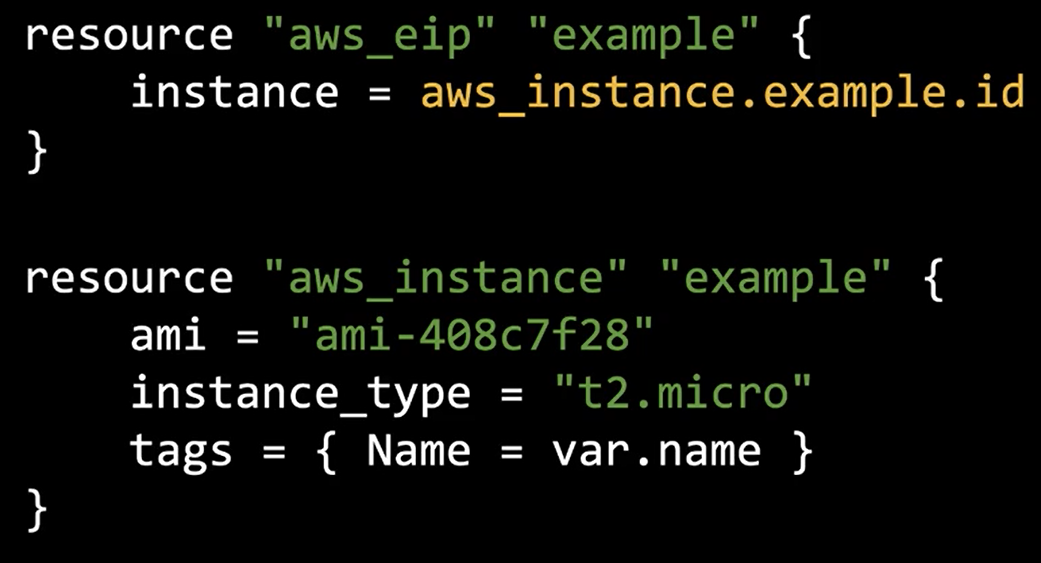 resource "aws_eip" "example" {
    instance = aws_instance.example.id
}

resource "aws_instance" "example" {
    ami = "ami-408c7f28"
    instance_type = "t2.micro"
    tags = { Name = var.name }
}